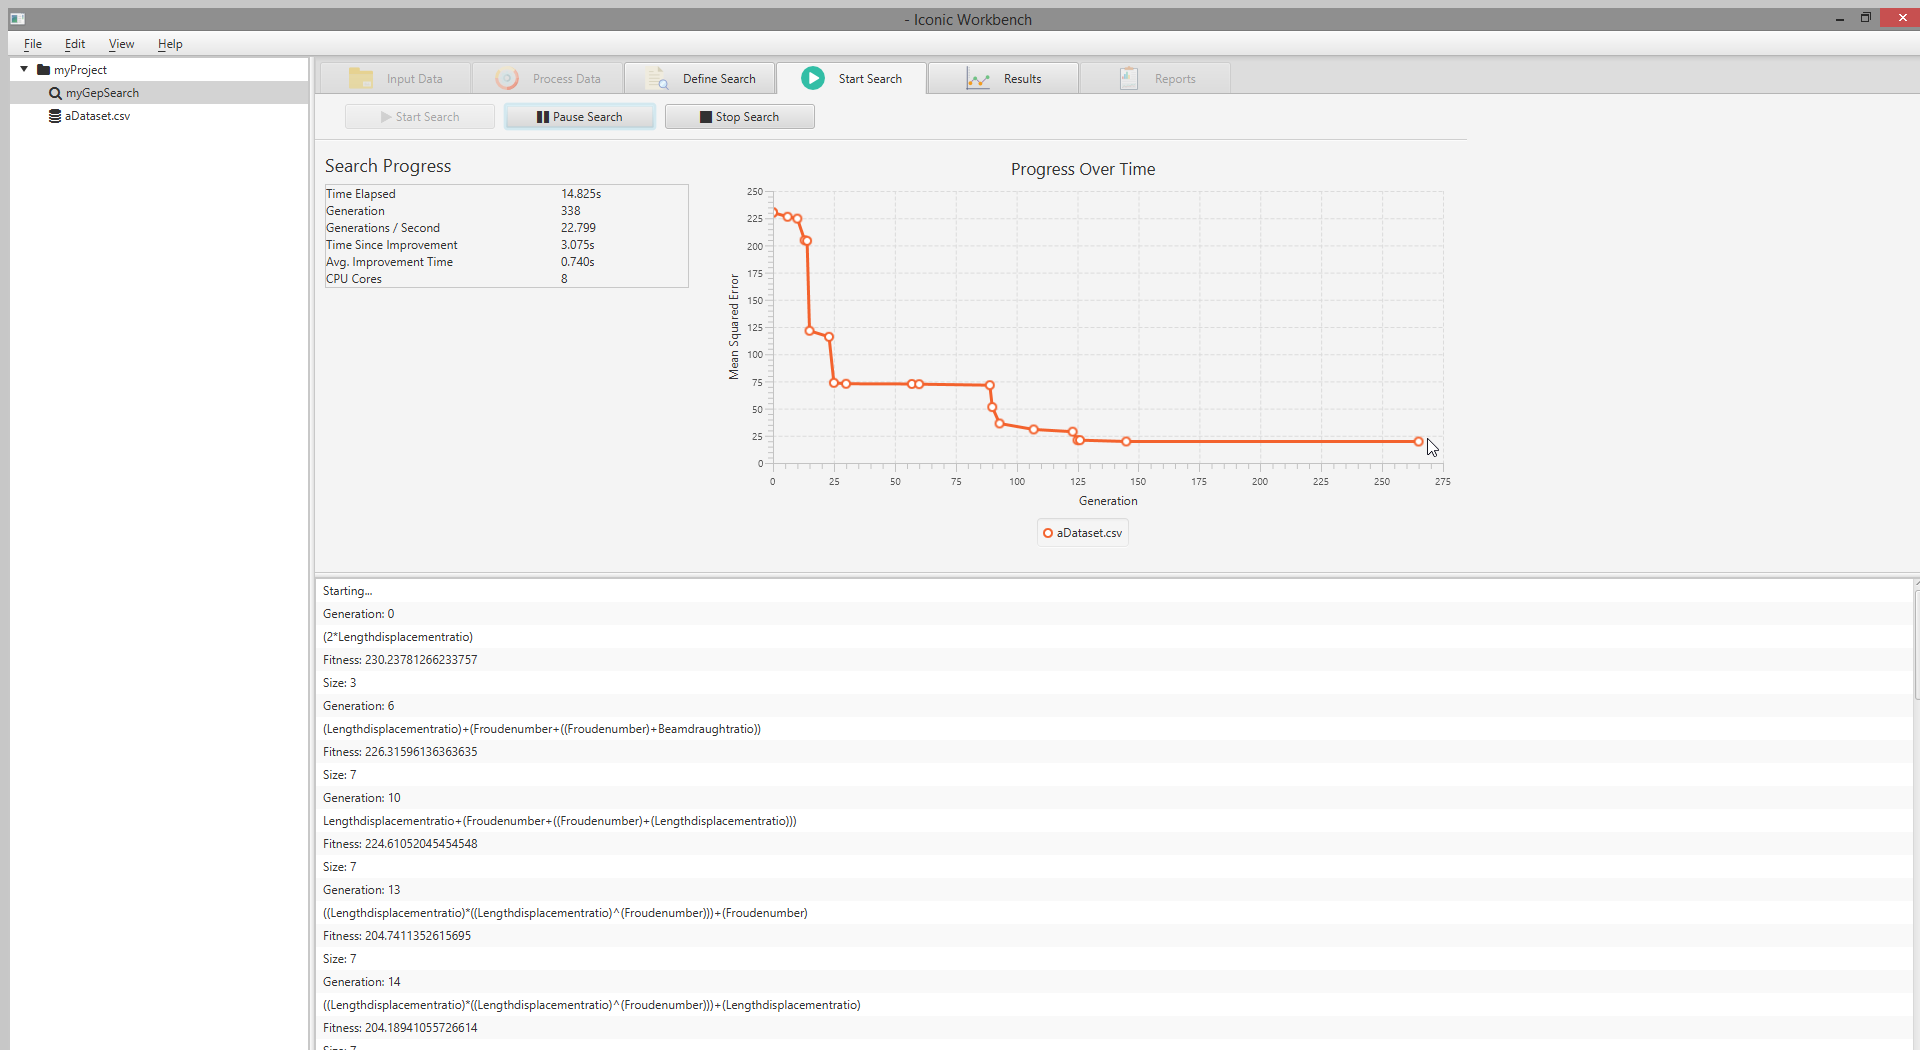 - Iconic Workbench
File Edit View Help
myProject
myGepSearch
aDataset.csv
Input Data Process Data Define Search Start Search Results Reports
Start Search Pause Search Stop Search
Search Progress
Time Elapsed 14.825s
Generation 338
Generations / Second 22.799
Time Since Improvement 3.075s
Avg. Improvement Time 0.740s
CPU Cores 8
Progress Over Time
250
225
200
175
150
125
100
75
50
25
0
Mean Squared Error
0 25 50 75 100 125 150 175 200 225 250 275
Generation
aDataset.csv
Starting...
Generation: 0
(2*Lengthdisplacementratio)
Fitness: 230.23781266233757
Size: 3
Generation: 6
(Lengthdisplacementratio)+(Froudenumber+((Froudenumber)+Beamdraughtratio))
Fitness: 226.31596136363635
Size: 7
Generation: 10
Lengthdisplacementratio+(Froudenumber+((Froudenumber)+(Lengthdisplacementratio)))
Fitness: 224.61052045454548
Size: 7
Generation: 13
((Lengthdisplacementratio)*((Lengthdisplacementratio)^(Froudenumber)))+(Froudenumber)
Fitness: 204.7411352615695
Size: 7
Generation: 14
((Lengthdisplacementratio)*((Lengthdisplacementratio)^(Froudenumber)))+(Lengthdisplacementratio)
Fitness: 204.18941055726614
Size: 7